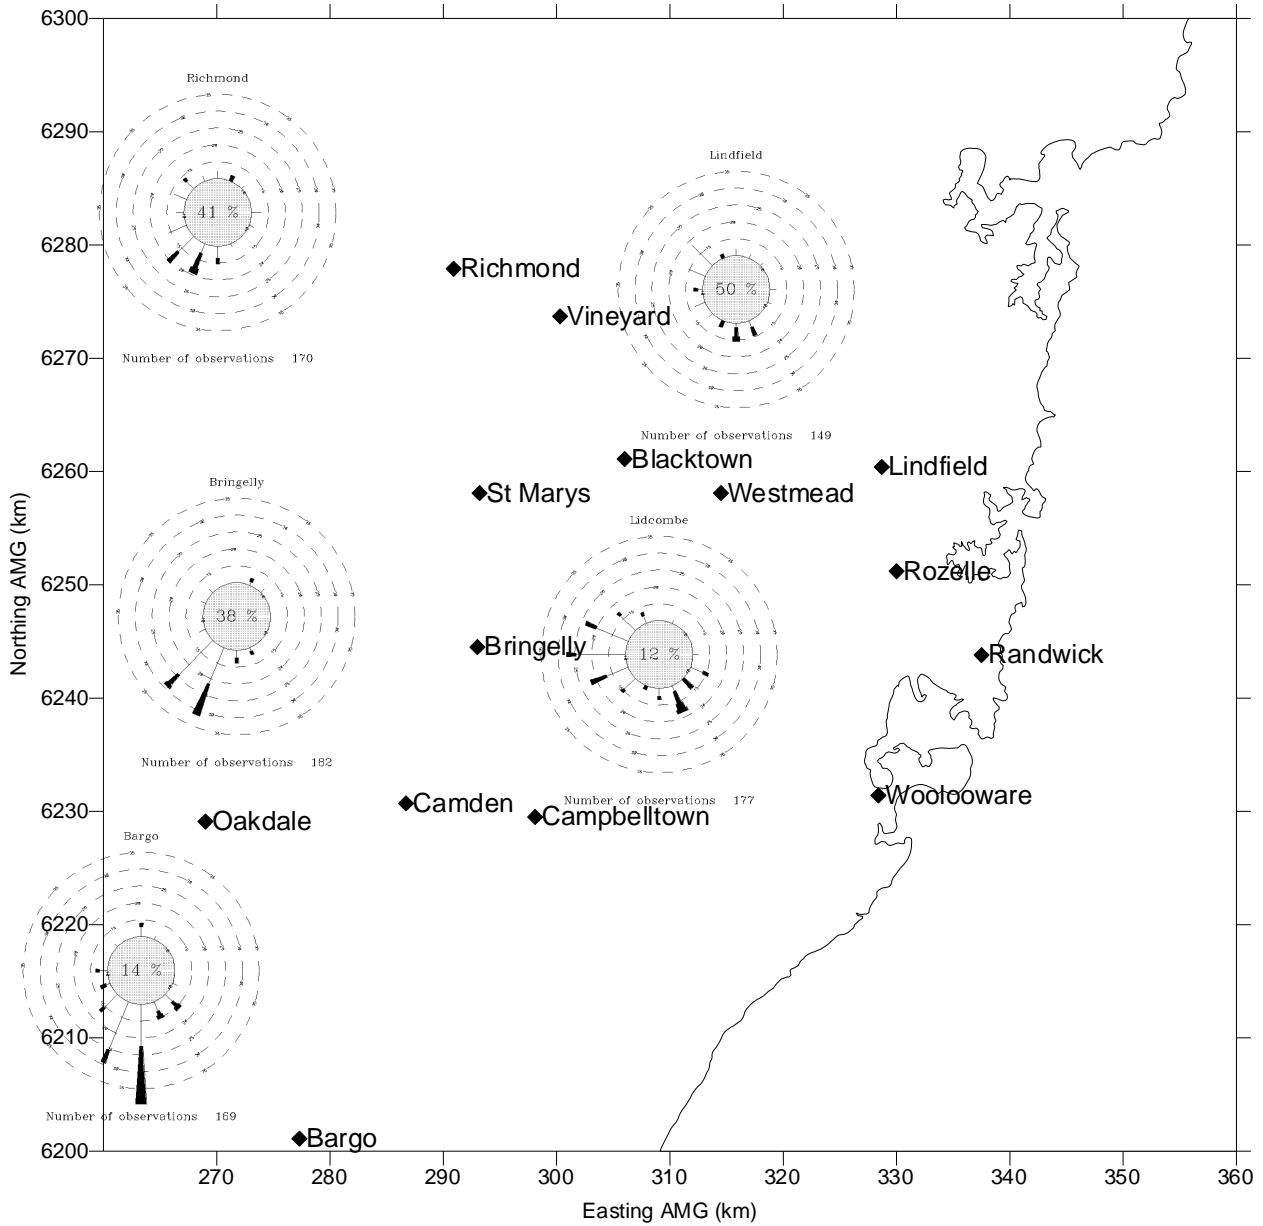 6300
Richmond
6290
Lindfield
41 %
6280
Richmond
50 %
Vineyard
6270
Number of observations 170
Number of observations 149
Blacktown
6260
Lindfield
St Marys
Westmead
Bringelly
Lidcombe
6250
Rozelle
38 %
Bringelly
12 %
Randwick
6240
Number of observations 182
Woolooware
Number of observations 177
Camden
6230
Campbelltown
Oakdale
Bargo
6220
14 %
6210
Number of observations 169
Bargo
6200
270 280 290 300 310 320 330 340 350 360
Easting AMG (km)
Northing AMG (km)